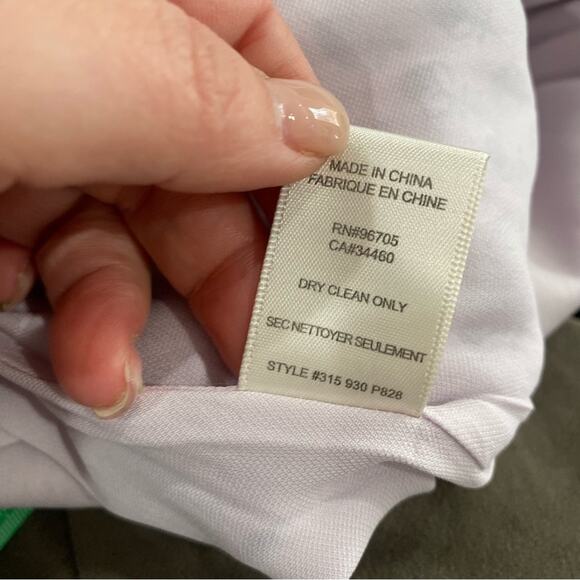 MADE IN CHINA
FABRIQUE EN CHINE
RN#96705
CA#34460
DRY CLEAN ONLY
SEC NETTOYER SEULEMENT
STYLE #315 930 P828